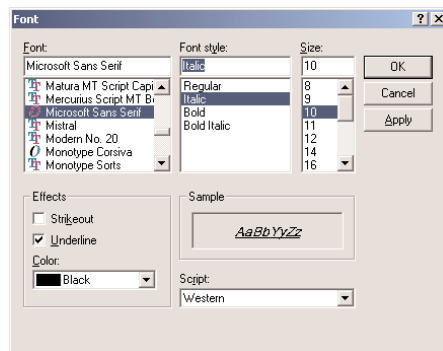 Font
Font: Font style: Size:
Microsoft Sans Serif Italic 10 OK
Matura MT Script Capi Regular 8
Mercurius Script MT Italic 9 Cancel
Microsoft Sans Serif Bold 10
Mistral Bold Italic 11 Apply
Modern No. 20 12
Monotype Corsiva 14
Monotype Sorts 16
Effects Sample
Strikeout
Underline AaBbYyZz
Color:
Black Script:
Western